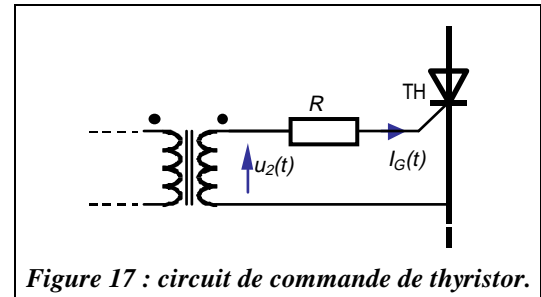 TH
R
u2(t)
IG(t)
Figure 17 : circuit de commande de thyristor.